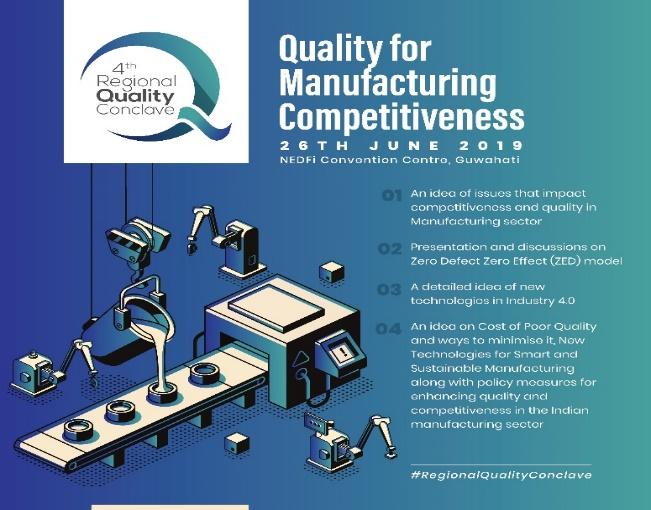 4th
Regional
Quality
Conclave
Quality for
Manufacturing
Competitiveness
26TH JUNE 2019
NEDFi Convention Centre, Guwahati
01 An idea of issues that impact
competitiveness and quality in
Manufacturing sector
02 Presentation and discussions on
Zero Defect Zero Effect (ZED) model
03 A detailed idea of new
technologies in Industry 4.0
04 An idea on Cost of Poor Quality
and ways to minimise it, New
Technologies for Smart and
Sustainable Manufacturing
along with policy measures for
enhancing quality and
competitiveness in the Indian
manufacturing sector
#RegionalQualityConclave